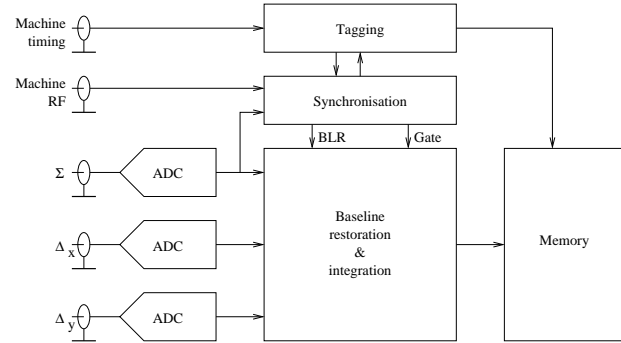 Machine
timing
Tagging
Machine
RF
Synchronisation
BLR
Gate
Σ
ADC
Δx
ADC
Δy
ADC
Baseline
restoration
&
integration
Memory